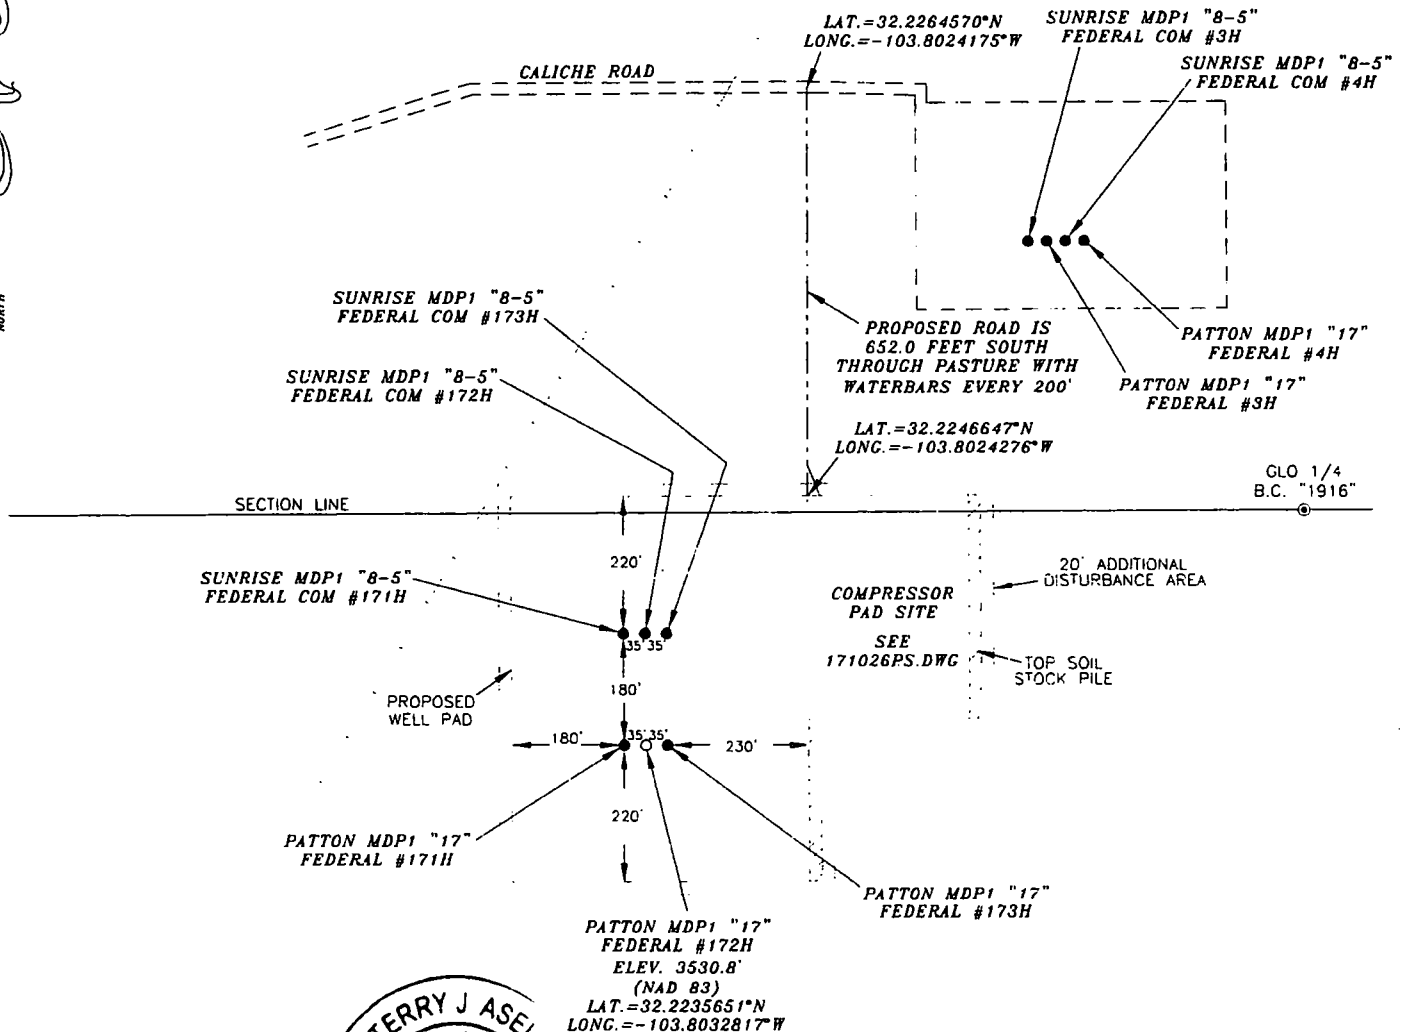 LAT.=32.2264570°N
LONG.=-103.8024175°W
SUNRISE MDP1 "8-5"
FEDERAL COM #3H
SUNRISE MDP1 "8-5"
FEDERAL COM #4H
CALICHE ROAD
NORTH
SUNRISE MDP1 "8-5"
FEDERAL COM #173H
PROPOSED ROAD IS
652.0 FEET SOUTH
THROUGH PASTURE WITH
WATERBARS EVERY 200'
PATTON MDP1 "17"
FEDERAL #4H
SUNRISE MDP1 "8-5"
FEDERAL COM #172H
PATTON MDP1 "17"
FEDERAL #3H
LAT.=32.2246647°N
LONG.=-103.8024276°W
GLO 1/4
B.C. "1916"
SECTION LINE
220'
20' ADDITIONAL
DISTURBANCE AREA
SUNRISE MDP1 "8-5"
FEDERAL COM #171H
COMPRESSOR
PAD SITE
SEE
171026PS.DWG
35' 35'
TOP SOIL
STOCK PILE
180'
PROPOSED
WELL PAD
180'
35' 35'
230'
220'
PATTON MDP1 "17"
FEDERAL #171H
PATTON MDP1 "17"
FEDERAL #173H
PATTON MDP1 "17"
FEDERAL #172H
ELEV. 3530.8'
(NAD 83)
LAT.=32.2235651°N
LONG.=-103.8032817°W
TERRY J ASEL